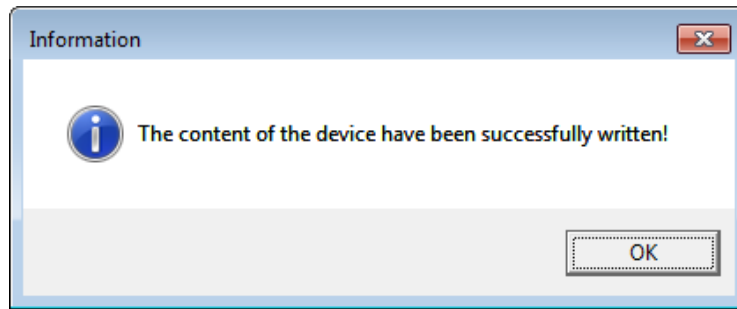 Information
The content of the device have been successfully written!
OK